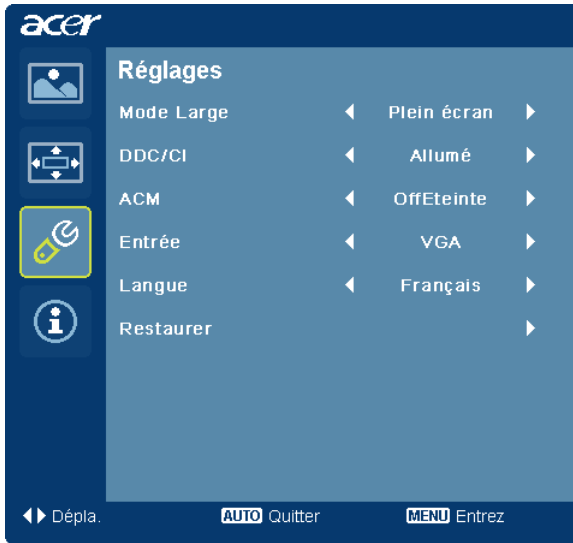 acer
Réglages
Mode Large Plein écran
DDC/CI Allumé
ACM OffEteinte
Entrée VGA
Langue Français
Restaurer
Dépla. AUTO Quitter MENU Entrez